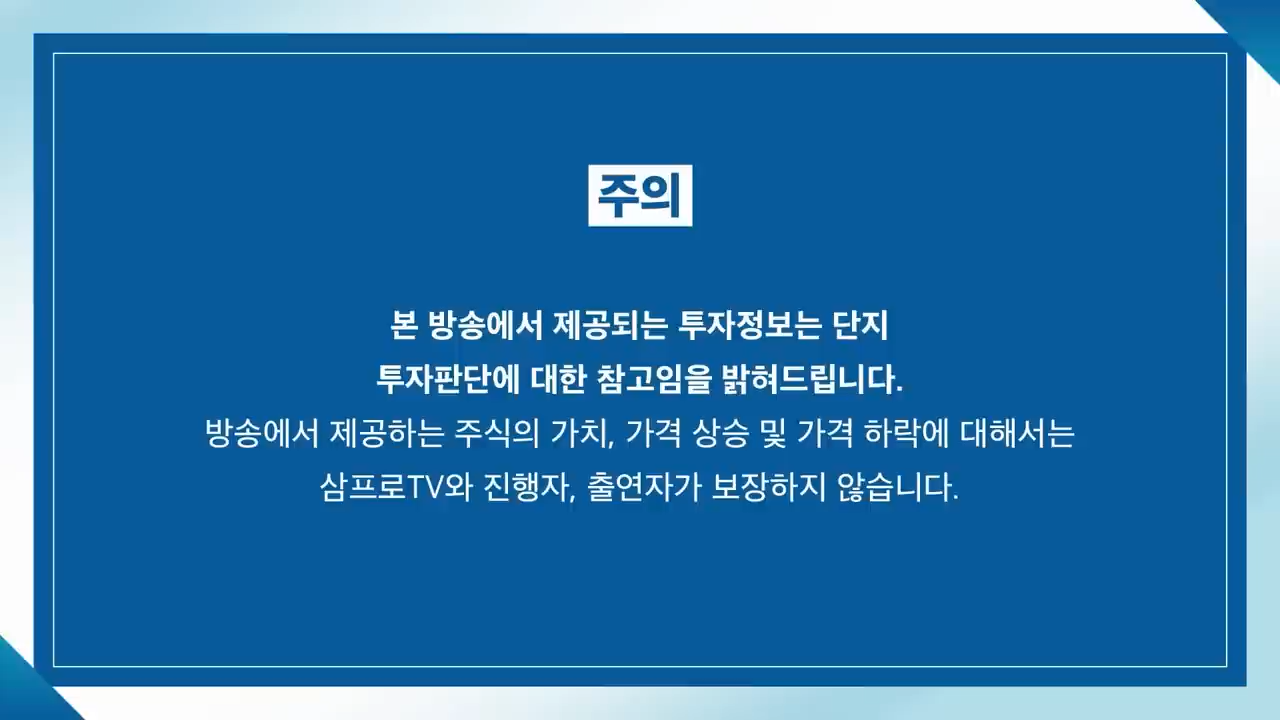 주의
본 방송에서 제공되는 투자정보는 단지
투자판단에 대한 참고임을 밝혀드립니다.
방송에서 제공하는 주식의 가치, 가격 상승 및 가격 하락에 대해서는
삼프로TV와 진행자, 출연자가 보장하지 않습니다.